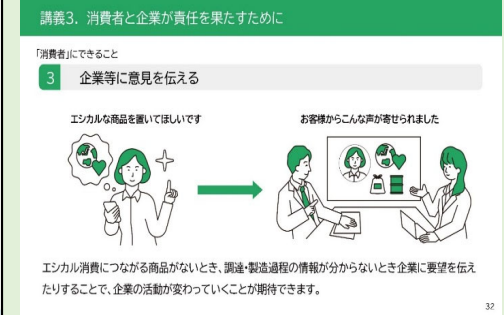 講義3．消費者と企業が責任を果たすために
「消費者」にできること
3 企業等に意見を伝える
エシカルな商品を置いてほしいです
お客様からこんな声が寄せられました
エシカル消費につながる商品がないとき、調達・製造過程の情報が分からないとき企業に要望を伝え
たりすることで、企業の活動が変わっていくことが期待できます。
32